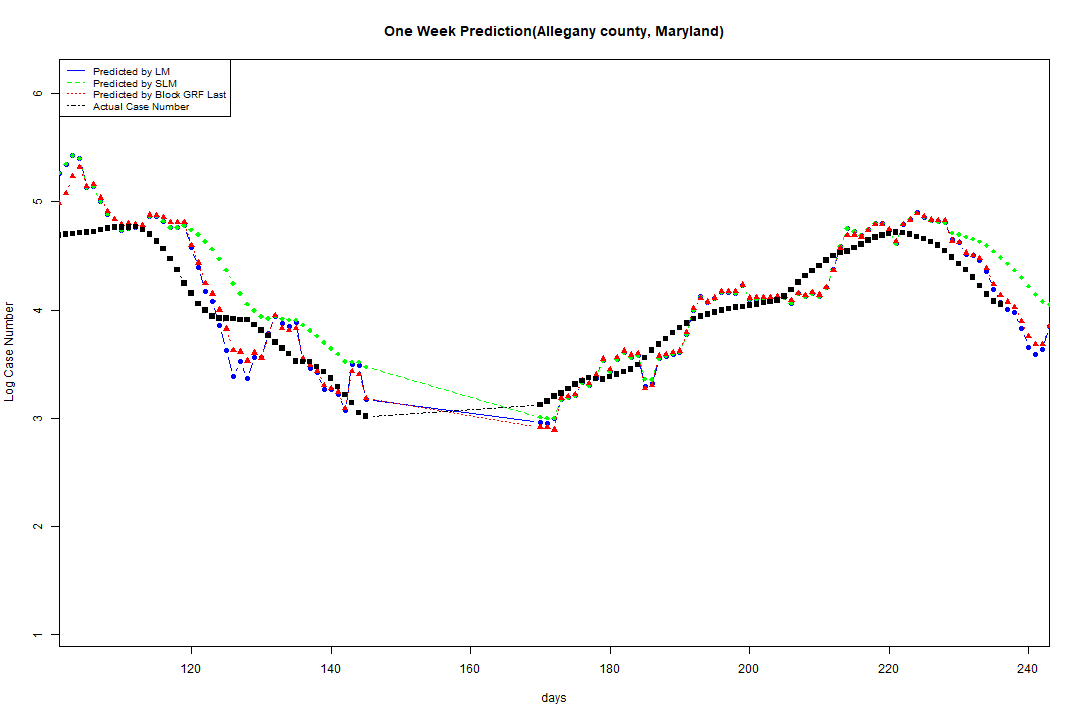 One Week Prediction(Allegany county, Maryland)
Predicted by LM
Predicted by SLM
Predicted by Block GRF Last
Actual Case Number
6
5
4
3
2
1
Log Case Number
120 140 160 180 200 220 240
days